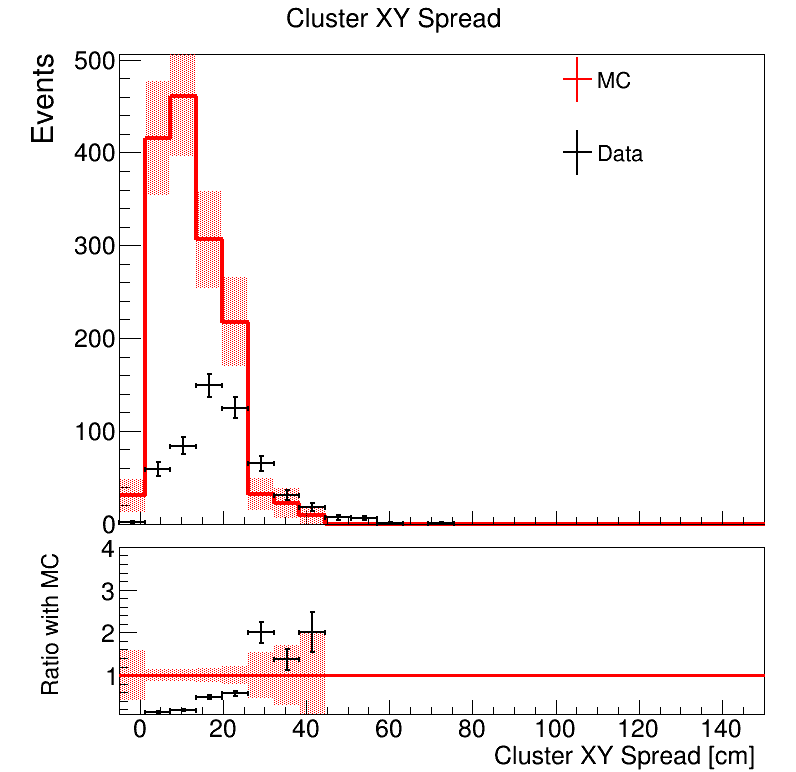 Cluster XY Spread
Events
500
400
300
200
100
0
MC
Data
Ratio with MC
4
3
2
1
0 20 40 60 80 100 120 140
Cluster XY Spread [cm]